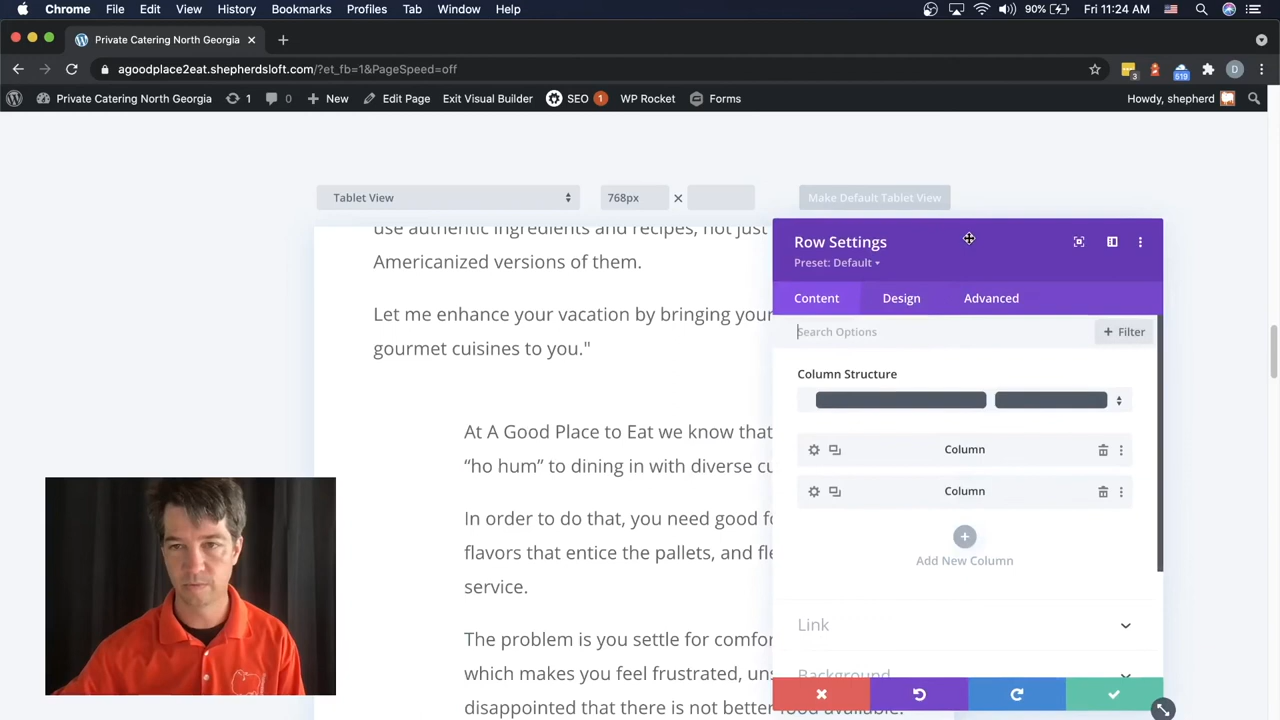 Chrome File Edit View History Bookmarks Profiles Tab Window Help 90% Fri 11:24 AM
Private Catering North Georgia
agoodplace2eat.shepherdsloft.com/?et_fb=1&PageSpeed=off 3 519 D
Private Catering North Georgia 1 0 New Edit Page Exit Visual Builder SEO 1 WP Rocket Forms Howdy, shepherd
Tablet View 768px × Make Default Tablet View
use authentic ingredients and recipes, not just
Americanized versions of them.
Let me enhance your vacation by bringing your
gourmet cuisines to you."
At A Good Place to Eat we know that
“ho hum” to dining in with diverse cu
In order to do that, you need good fo
flavors that entice the pallets, and fle
service.
The problem is you settle for comfor
which makes you feel frustrated, uns
disappointed that there is not better food available.
Row Settings
Preset: Default
Content Design Advanced
Search Options + Filter
Column Structure
Column
Column
Add New Column
Link
Background